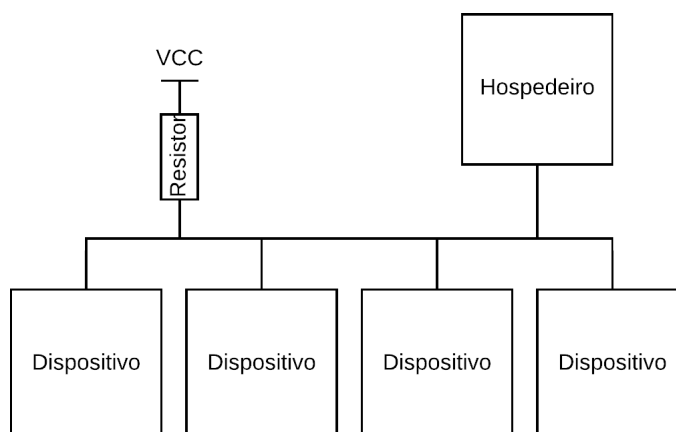 VCC
Hospedeiro
Resistor
Dispositivo
Dispositivo
Dispositivo
Dispositivo